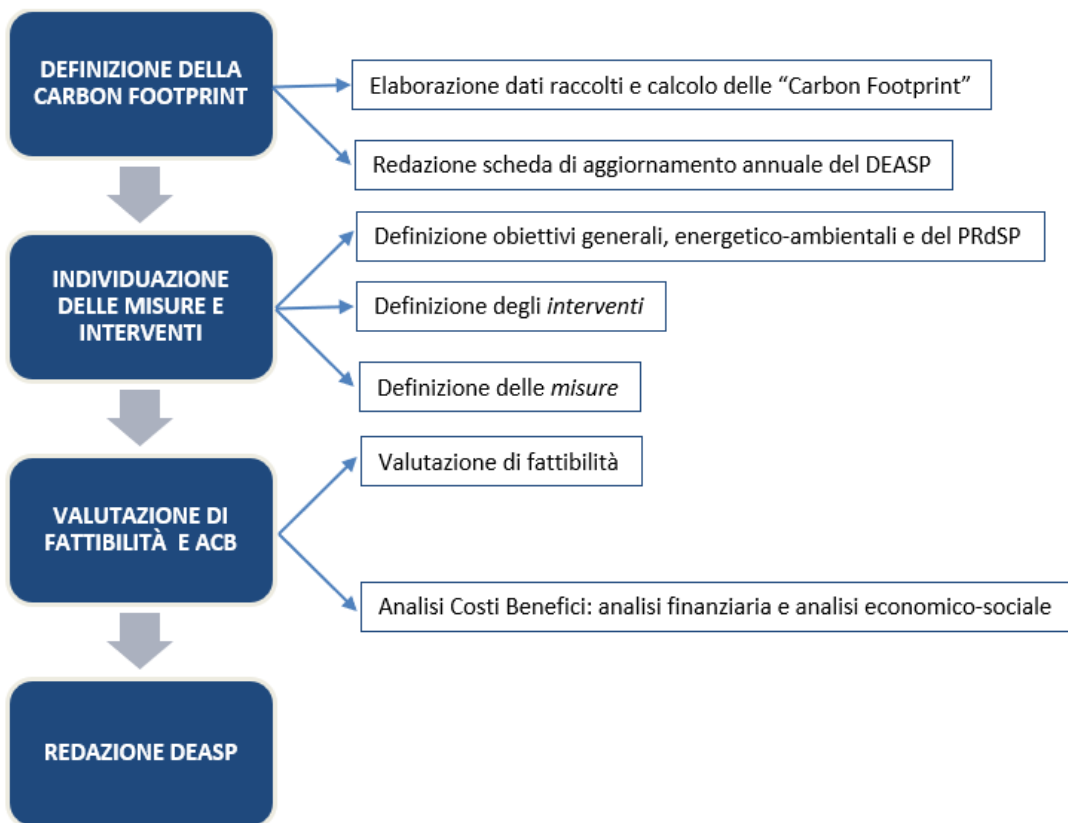 DEFINIZIONE DELLA
CARBON FOOTPRINT
Elaborazione dati raccolti e calcolo delle “Carbon Footprint”
Redazione scheda di aggiornamento annuale del DEASP
INDIVIDUAZIONE
DELLE MISURE E
INTERVENTI
Definizione obiettivi generali, energetico-ambientali e del PRdSP
Definizione degli interventi
Definizione delle misure
VALUTAZIONE DI
FATTIBILITÀ E ACB
Valutazione di fattibilità
Analisi Costi Benefici: analisi finanziaria e analisi economico-sociale
REDAZIONE DEASP